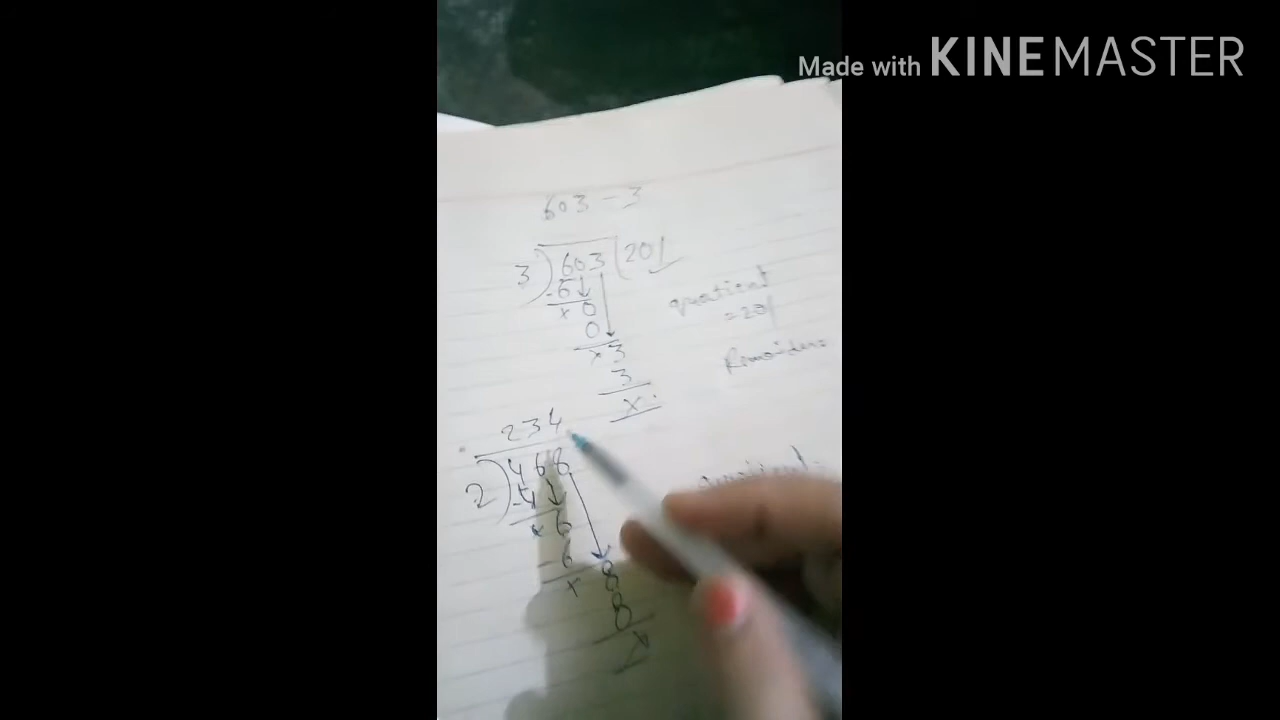 Made with KINEMASTER
603 - 3
3) 603 (201
- 6
x 0
0
x 3
3
x
quotient
= 201
234
2) 468
- 4
x 6
- 6
x 8
8
x